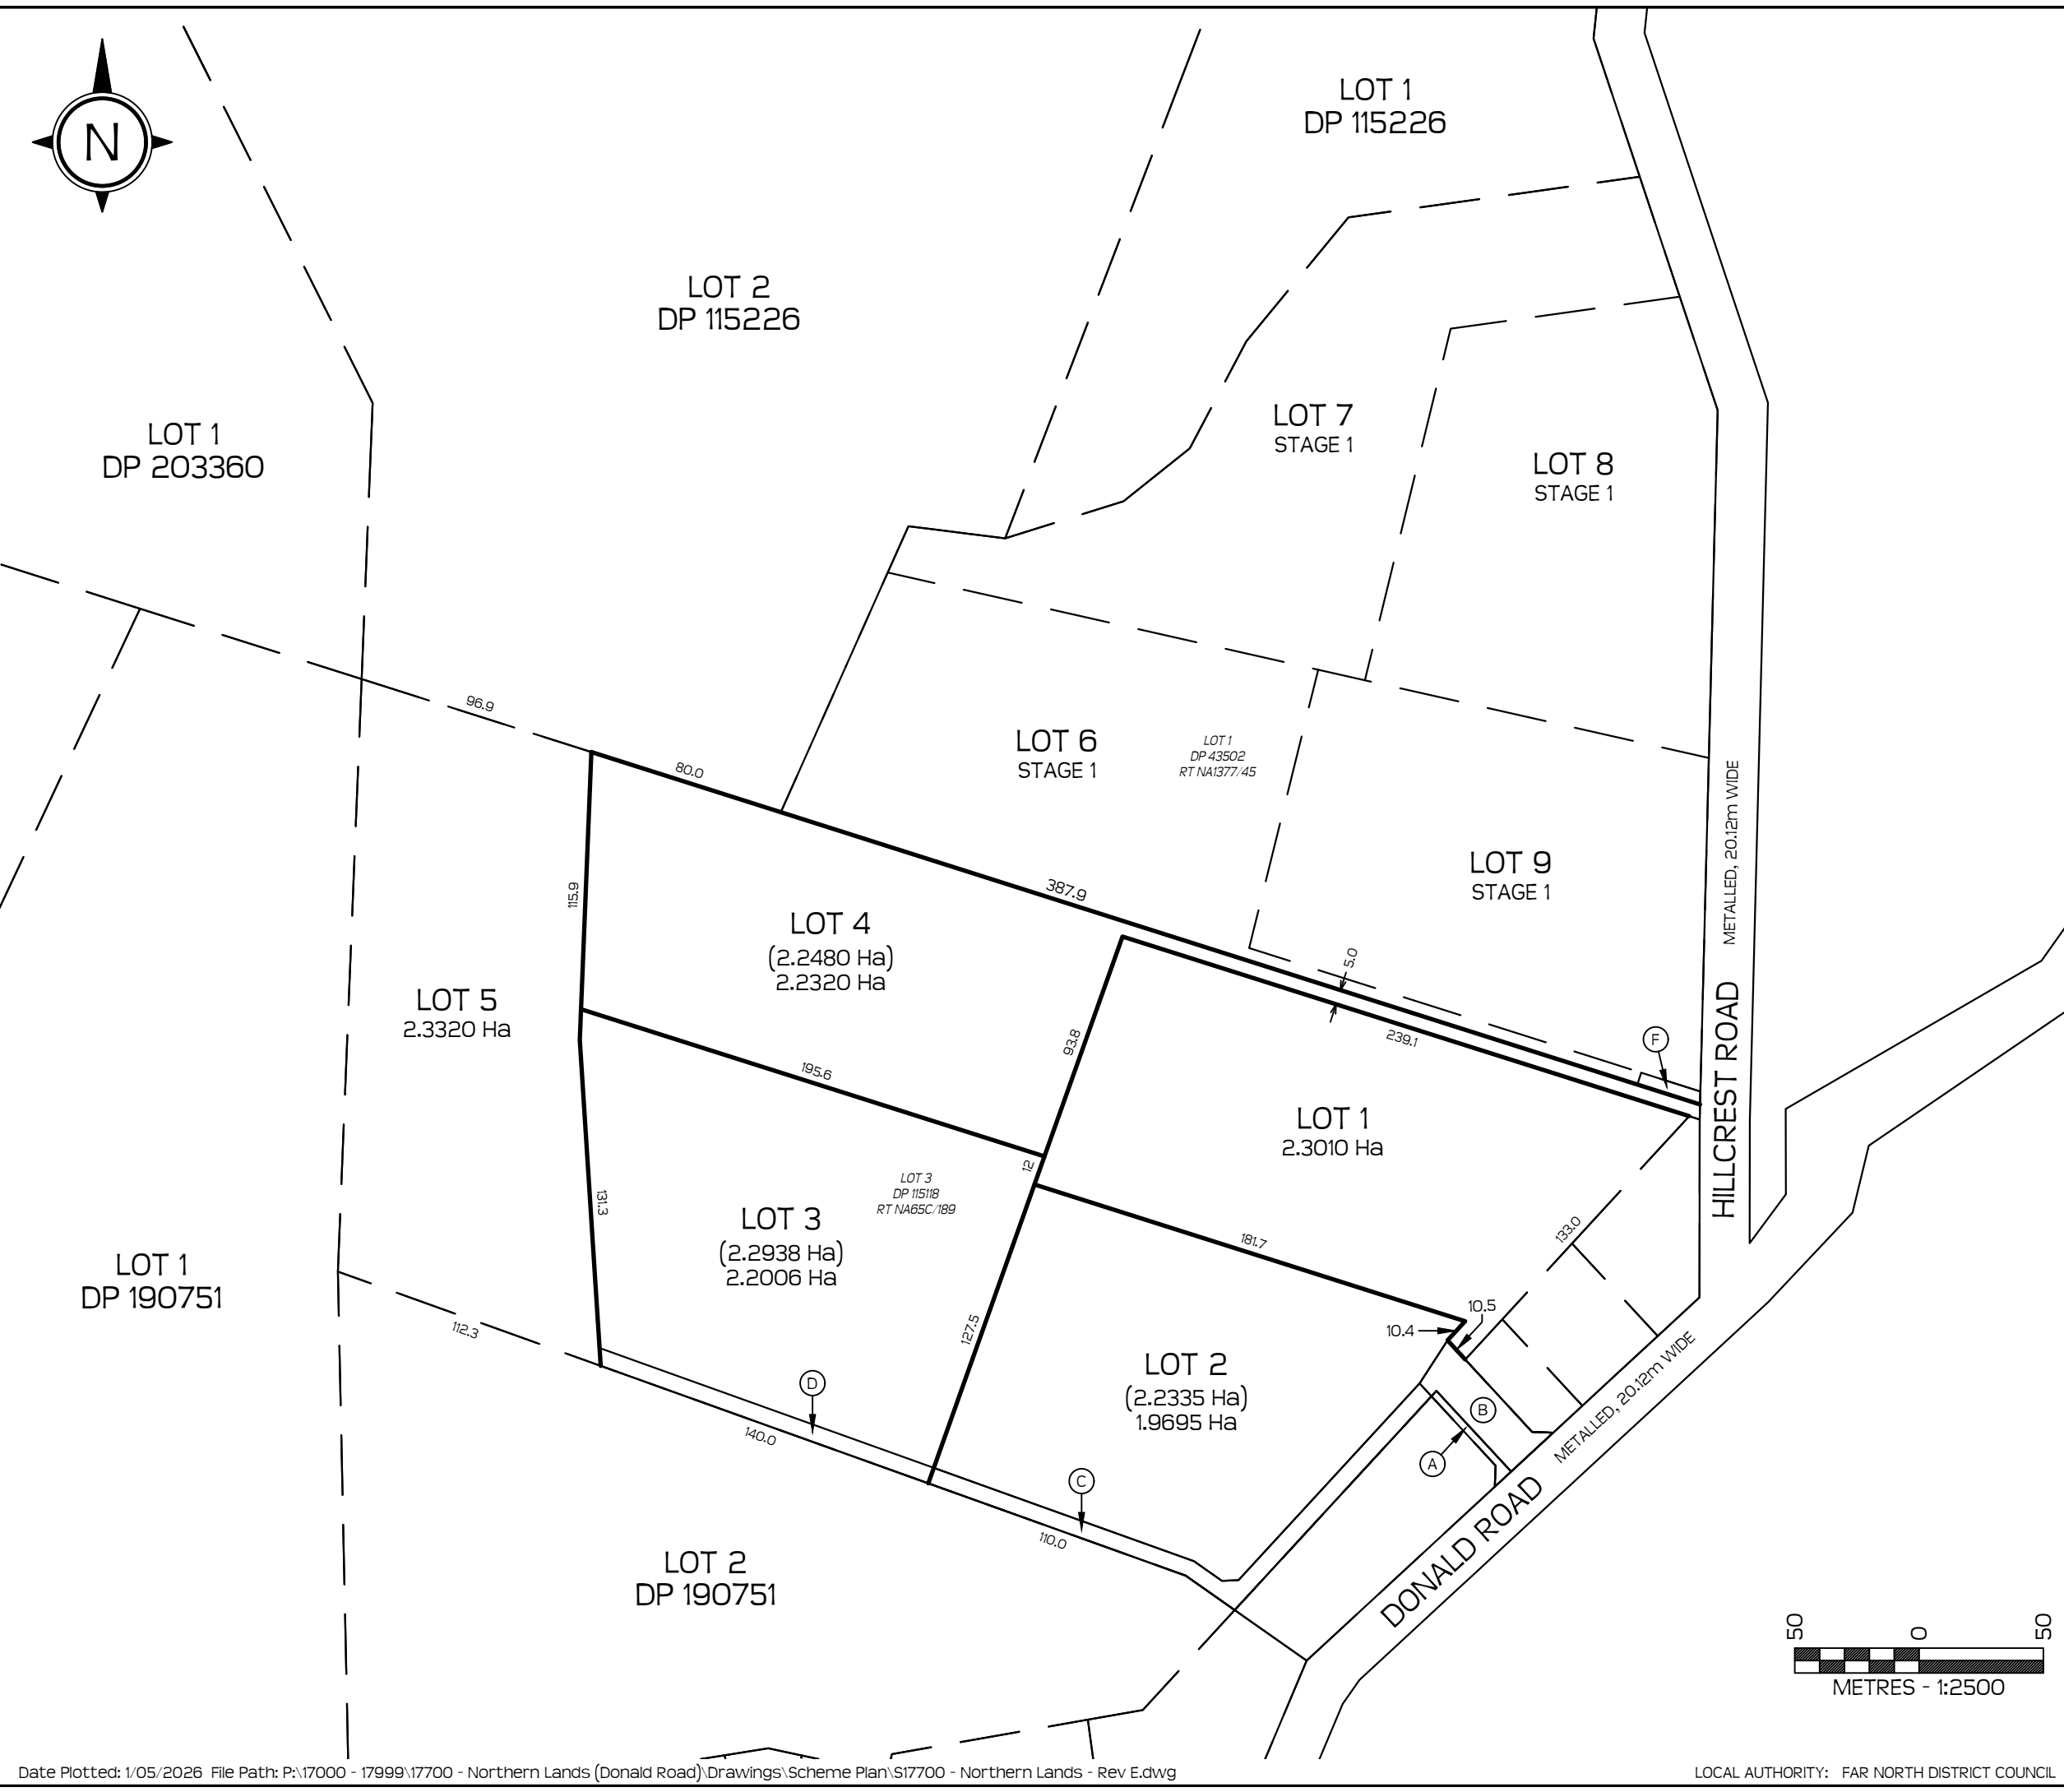 LOT 1
DP 115226
N
LOT 2
DP 115226
LOT 1
DP 203360
LOT 7
STAGE 1
LOT 8
STAGE 1
96.9
80.0
LOT 6
STAGE 1
LOT 1
DP 43502
RT NA1377/45
METALLED, 20.12m WIDE
LOT 9
STAGE 1
115.9
387.9
LOT 4
(2.2480 Ha)
2.2320 Ha
5.0
LOT 5
2.3320 Ha
93.8
239.1
F
HILLCREST ROAD
195.6
LOT 1
2.3010 Ha
12
LOT 3
DP 115118
RT NA65C/189
131.3
LOT 3
(2.2938 Ha)
2.2006 Ha
181.7
133.0
LOT 1
DP 190751
112.3
127.5
10.5
10.4
LOT 2
(2.2335 Ha)
1.9695 Ha
METALLED, 20.12m WIDE
D
B
A
140.0
C
110.0
DONALD ROAD
LOT 2
DP 190751
50 0 50
METRES - 1:2500
Date Plotted: 1/05/2026 File Path: P:\17000 - 17999\17700 - Northern Lands (Donald Road)\Drawings\Scheme Plan\S17700 - Northern Lands - Rev E.dwg
LOCAL AUTHORITY: FAR NORTH DISTRICT COUNCIL